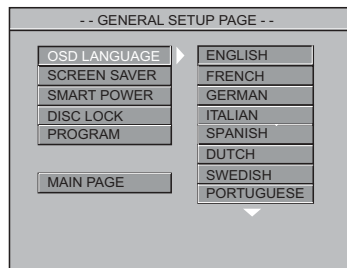 - - GENERAL SETUP PAGE - -
OSD LANGUAGE
SCREEN SAVER
SMART POWER
DISC LOCK
PROGRAM
MAIN PAGE
ENGLISH
FRENCH
GERMAN
ITALIAN
SPANISH
DUTCH
SWEDISH
PORTUGUESE